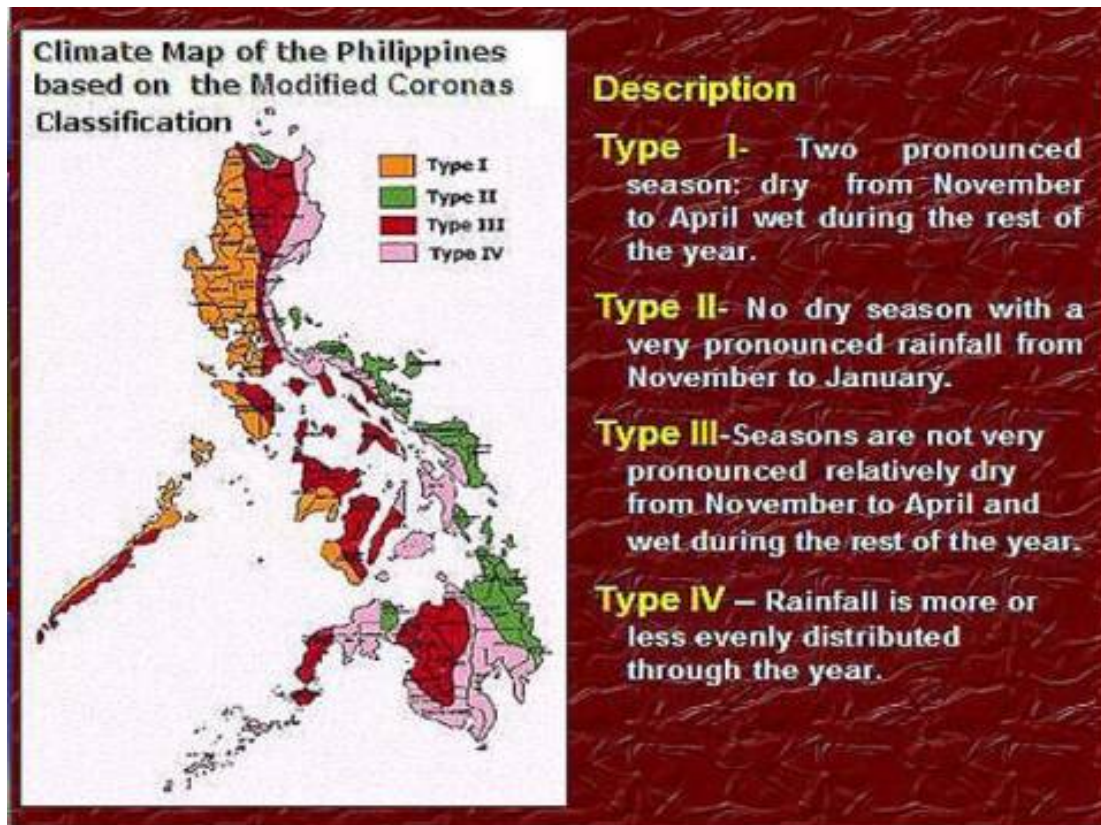 Climate Map of the Philippines
based on the Modified Coronas
Classification
Type I
Type II
Type III
Type IV
Description
Type I- Two pronounced
season: dry from November
to April wet during the rest of
the year.
Type II- No dry season with a
very pronounced rainfall from
November to January.
Type III-Seasons are not very
pronounced relatively dry
from November to April and
wet during the rest of the year.
Type IV – Rainfall is more or
less evenly distributed
through the year.